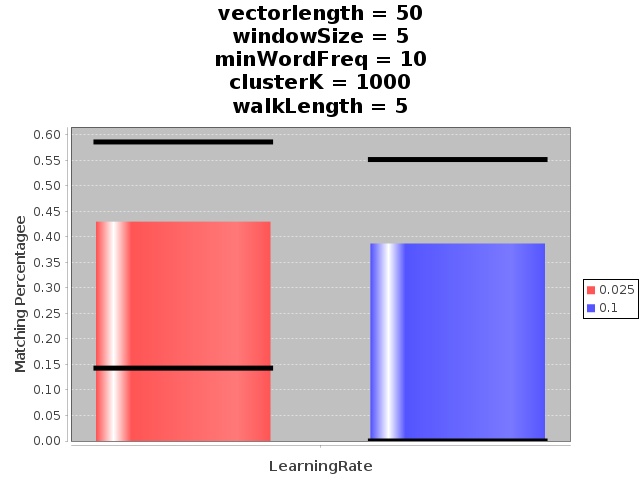 vectorlength = 50
windowSize = 5
minWordFreq = 10
clusterK = 1000
walkLength = 5
0.60
0.55
0.50
0.45
0.40
0.35
0.30
0.25
0.20
0.15
0.10
0.05
0.00
Matching Percentagee
LearningRate
0.025
0.1